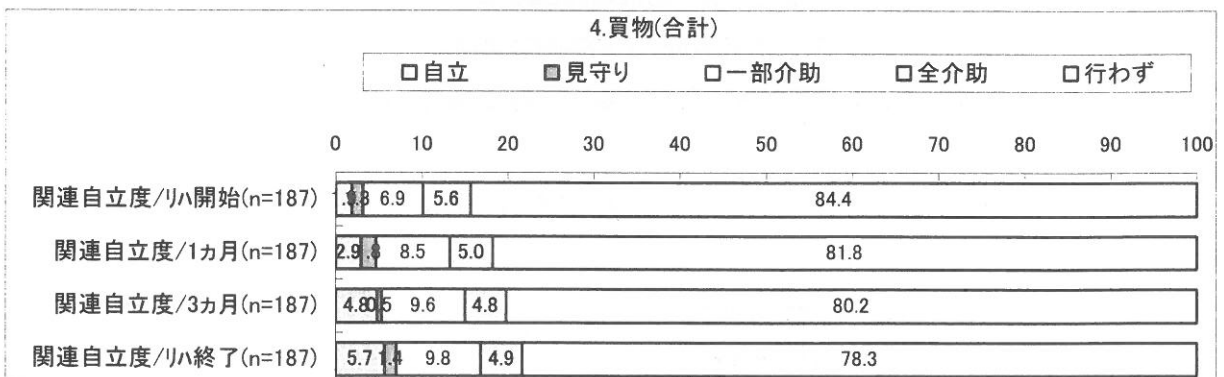 4.買物(合計)
□自立 ■見守り □一部介助 □全介助 □行わず
0 10 20 30 40 50 60 70 80 90 100
関連自立度/リハ開始(n=187) 6.9 5.6 84.4
関連自立度/1ヵ月(n=187) 2.9 .8 8.5 5.0 81.8
関連自立度/3ヵ月(n=187) 4.8 0.5 9.6 4.8 80.2
関連自立度/リハ終了(n=187) 5.7 1.4 9.8 4.9 78.3